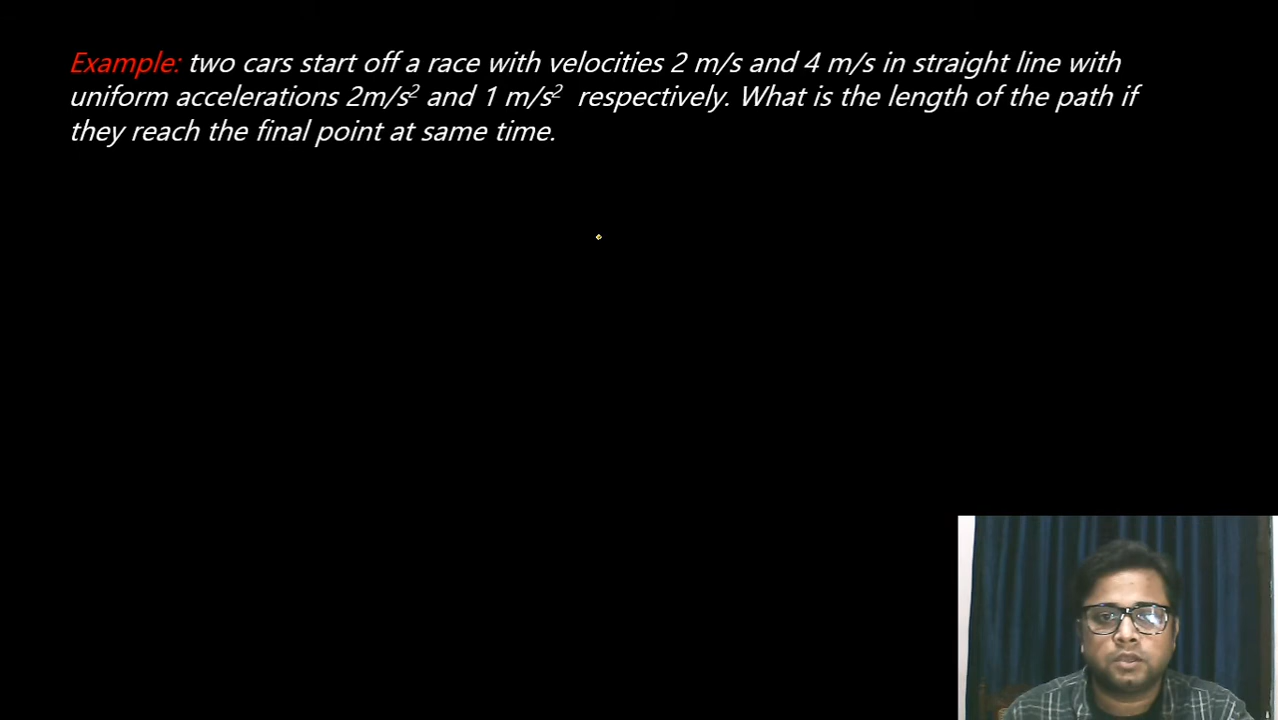 Example: two cars start off a race with velocities 2 m/s and 4 m/s in straight line with
uniform accelerations 2m/s² and 1 m/s² respectively. What is the length of the path if
they reach the final point at same time.